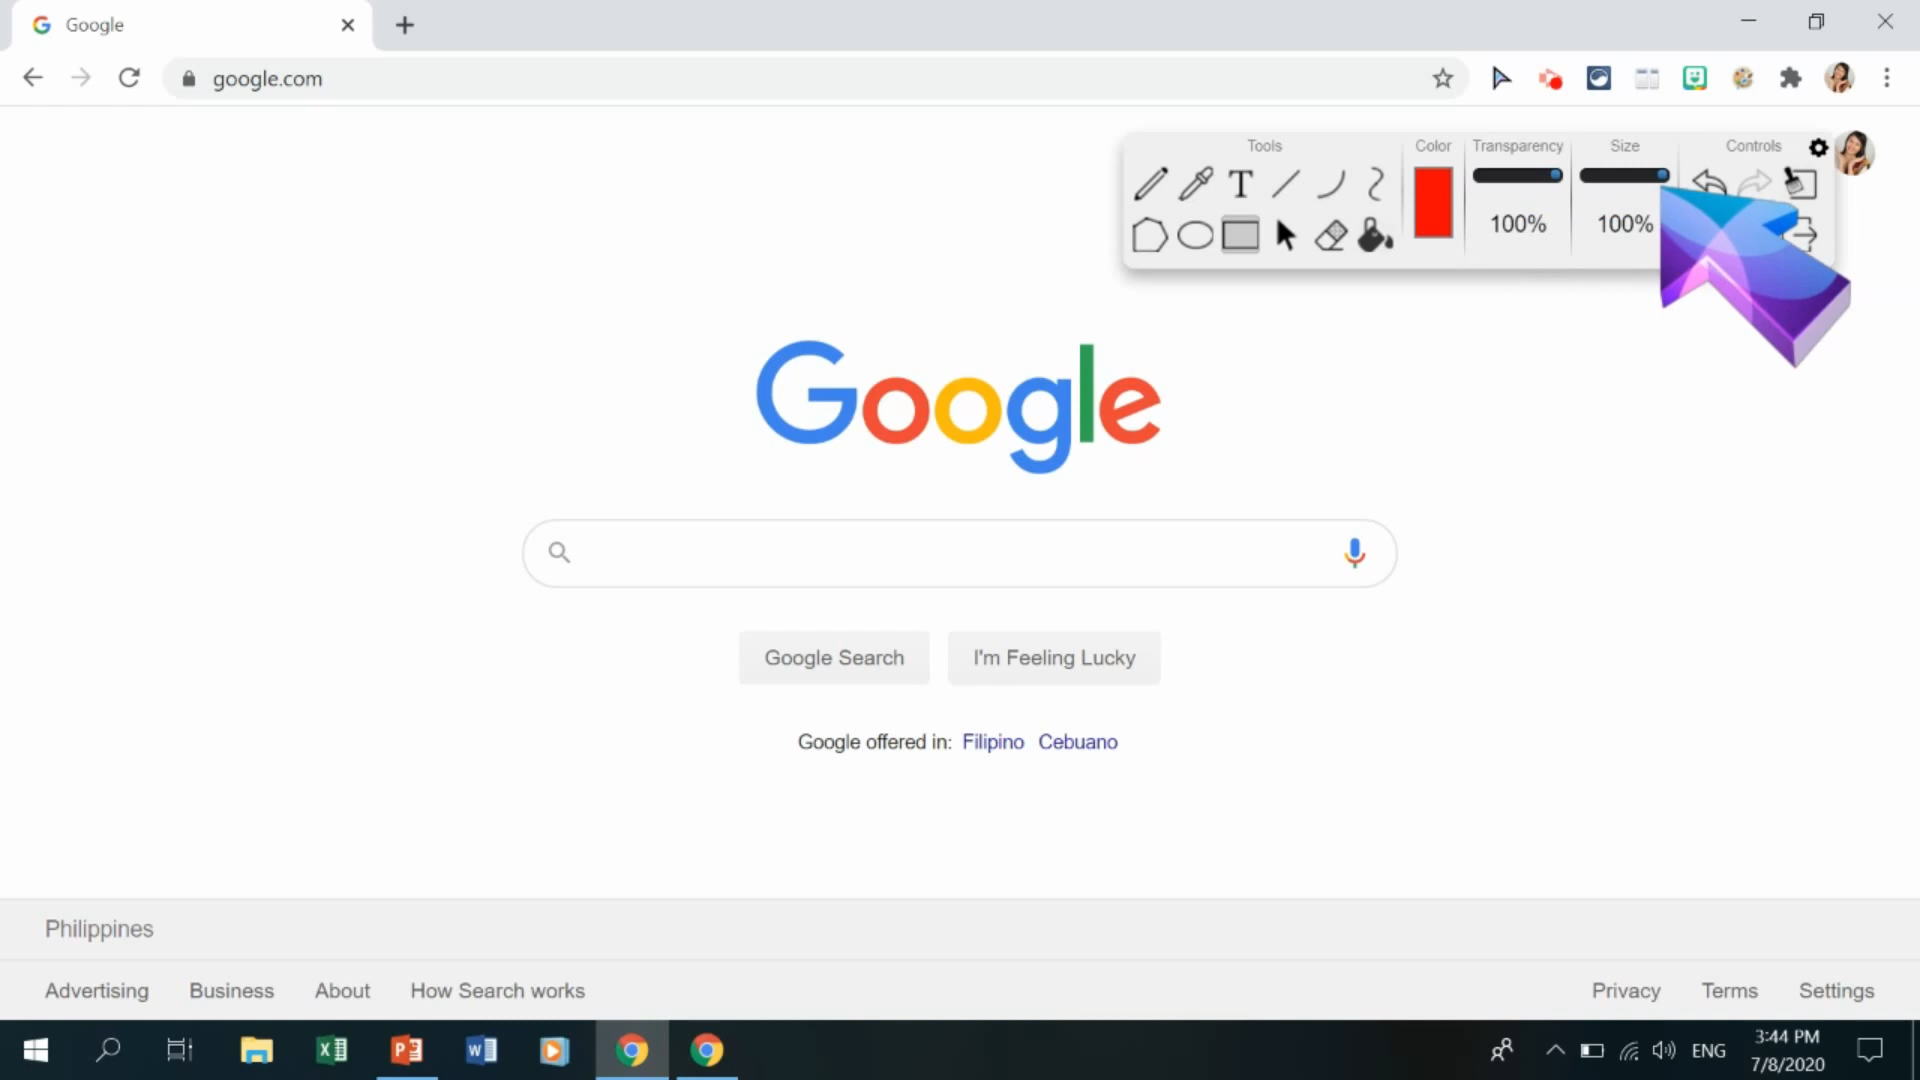 Google
google.com
Tools
Color
Transparency
Size
Controls
T
100%
100%
Google
Google Search
I'm Feeling Lucky
Google offered in: Filipino Cebuano
Philippines
Advertising Business About How Search works
Privacy Terms Settings
ENG
3:44 PM
7/8/2020